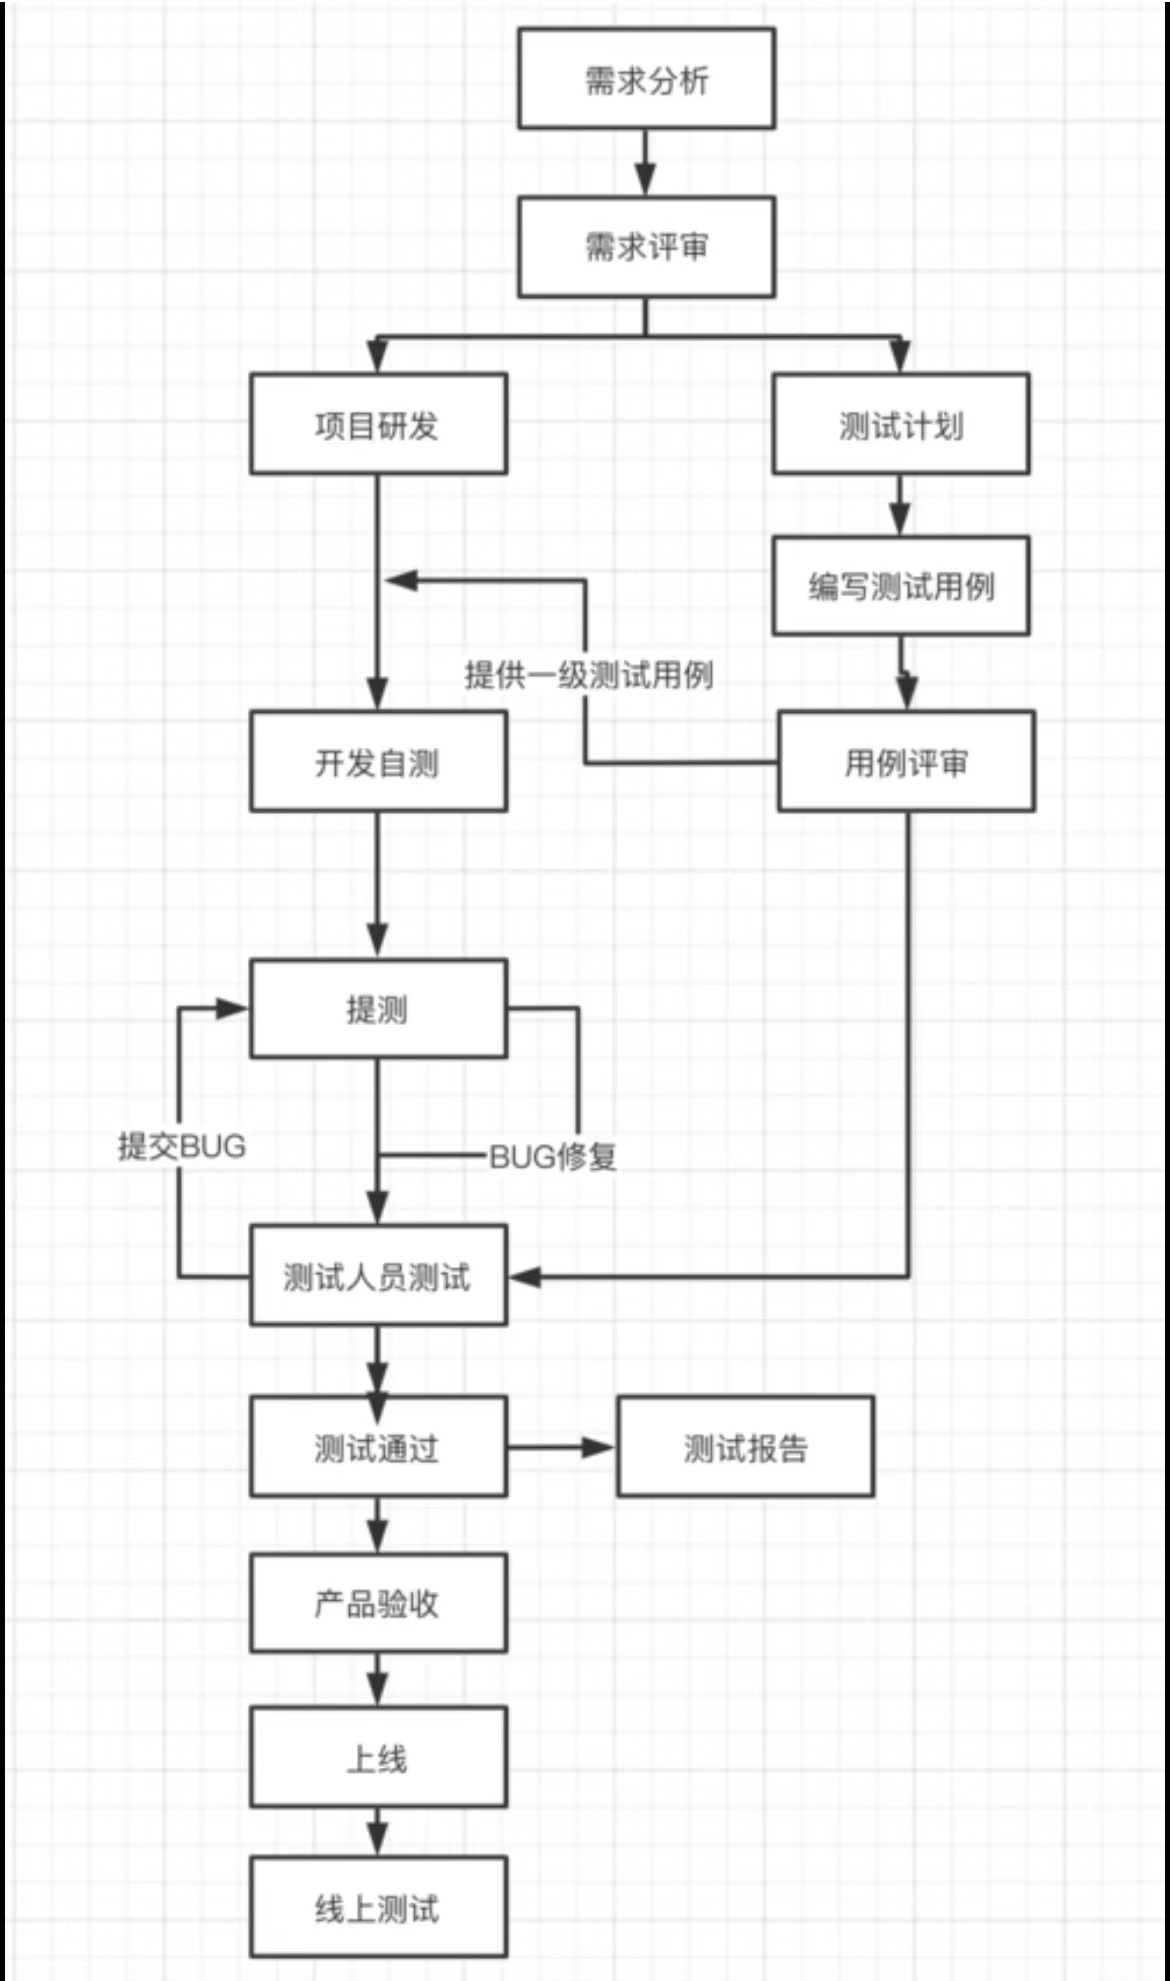 需求分析
需求评审
项目研发
测试计划
编写测试用例
提供一级测试用例
开发自测
用例评审
提测
提交BUG
BUG修复
测试人员测试
测试通过
测试报告
产品验收
上线
线上测试